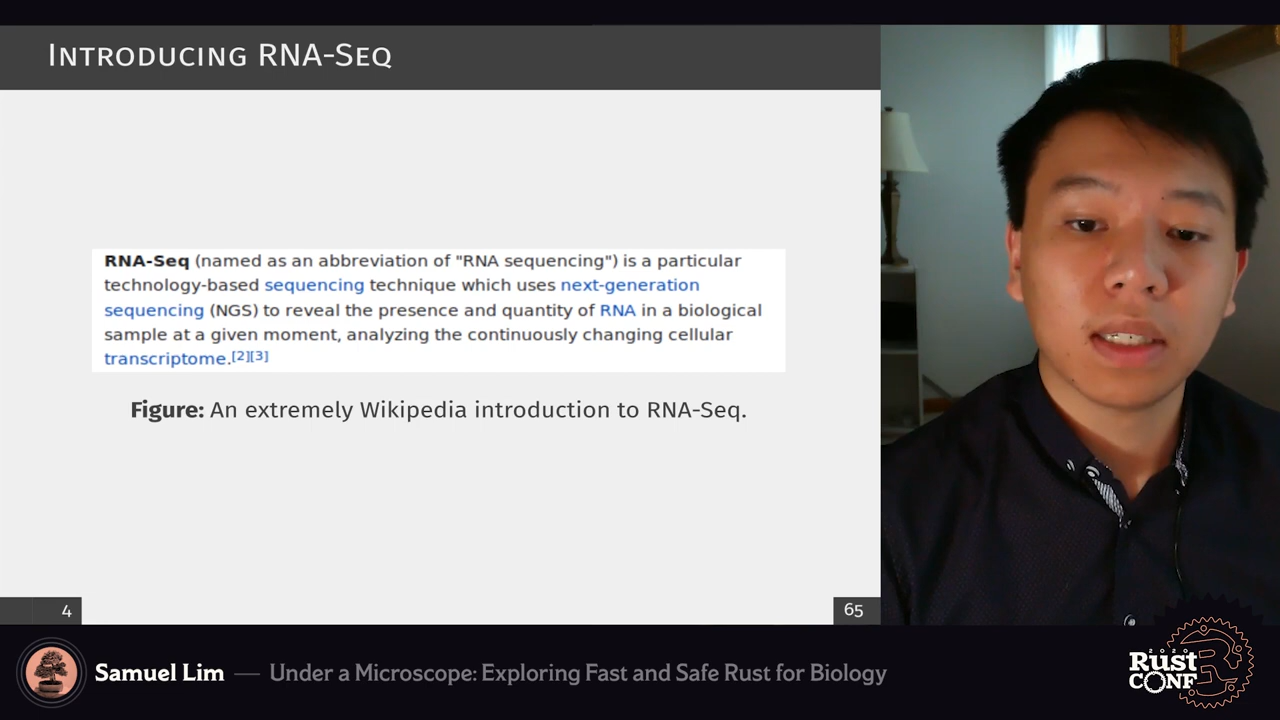 INTRODUCING RNA-SEQ
RNA-Seq (named as an abbreviation of "RNA sequencing") is a particular
technology-based sequencing technique which uses next-generation
sequencing (NGS) to reveal the presence and quantity of RNA in a biological
sample at a given moment, analyzing the continuously changing cellular
transcriptome.[2][3]
Figure: An extremely Wikipedia introduction to RNA-Seq.
4
65
Samuel Lim — Under a Microscope: Exploring Fast and Safe Rust for Biology
2020
Rust
CONF
R